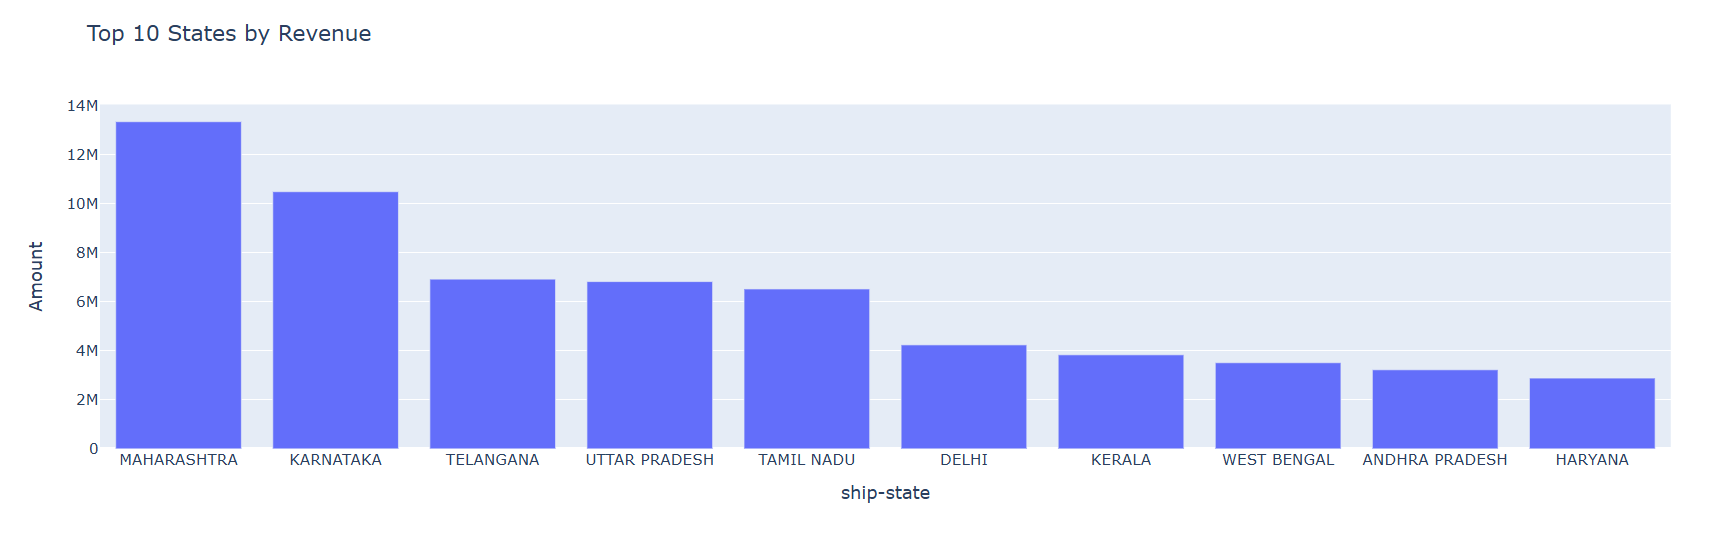 Top 10 States by Revenue
14M
12M
10M
8M
6M
4M
2M
0
Amount
MAHARASHTRA KARNATAKA TELANGANA UTTAR PRADESH TAMIL NADU DELHI KERALA WEST BENGAL ANDHRA PRADESH HARYANA
ship-state